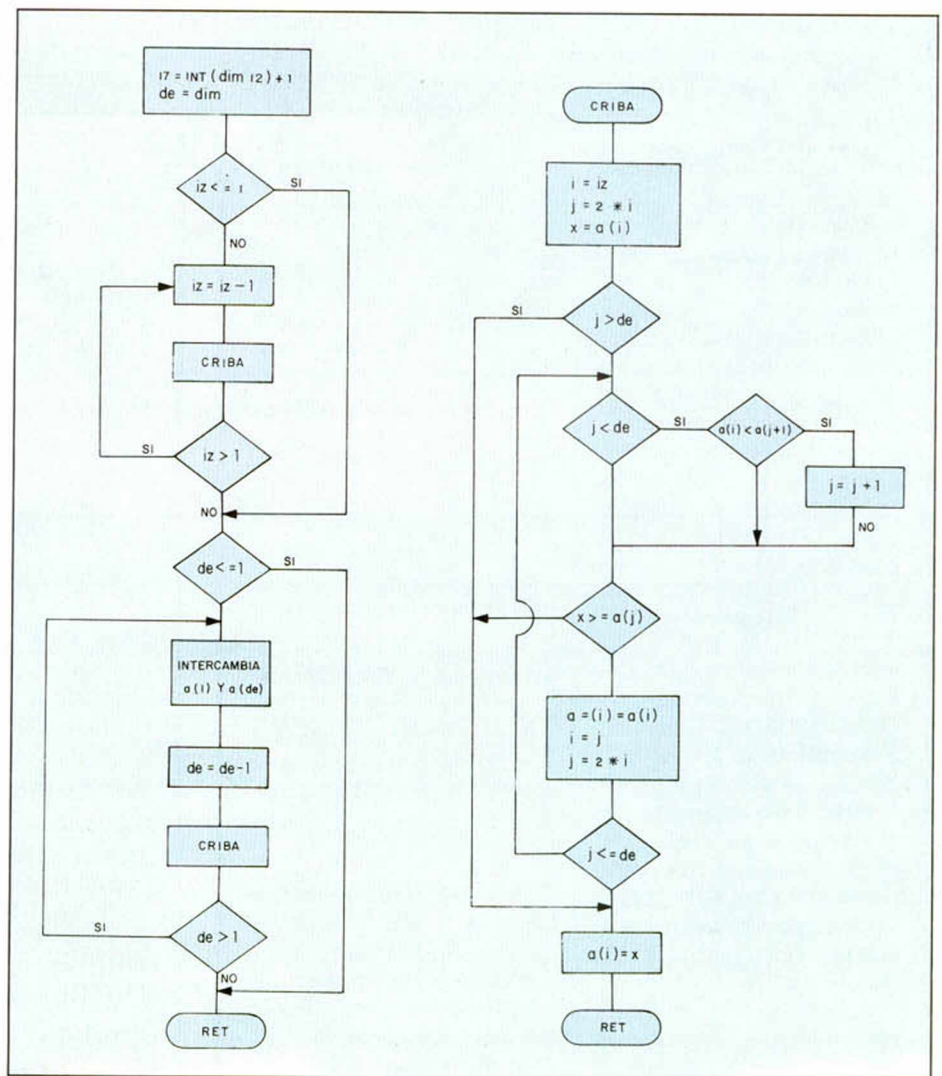 17 = INT (dim 12) + 1
de = dim
iz < = 1
SI
NO
iz = iz - 1
CRIBA
SI
iz > 1
NO
de < = 1
SI
INTERCAMBIA
a (1) Y a (de)
de = de - 1
CRIBA
SI
de > 1
NO
RET
CRIBA
i = iz
j = 2 * i
x = a (i)
SI
j > de
j < de
SI
a(i) < a(j+1)
SI
j = j + 1
NO
x > = a(j)
a = (i) = a(i)
i = j
j = 2 * i
j < = de
a(i) = x
RET